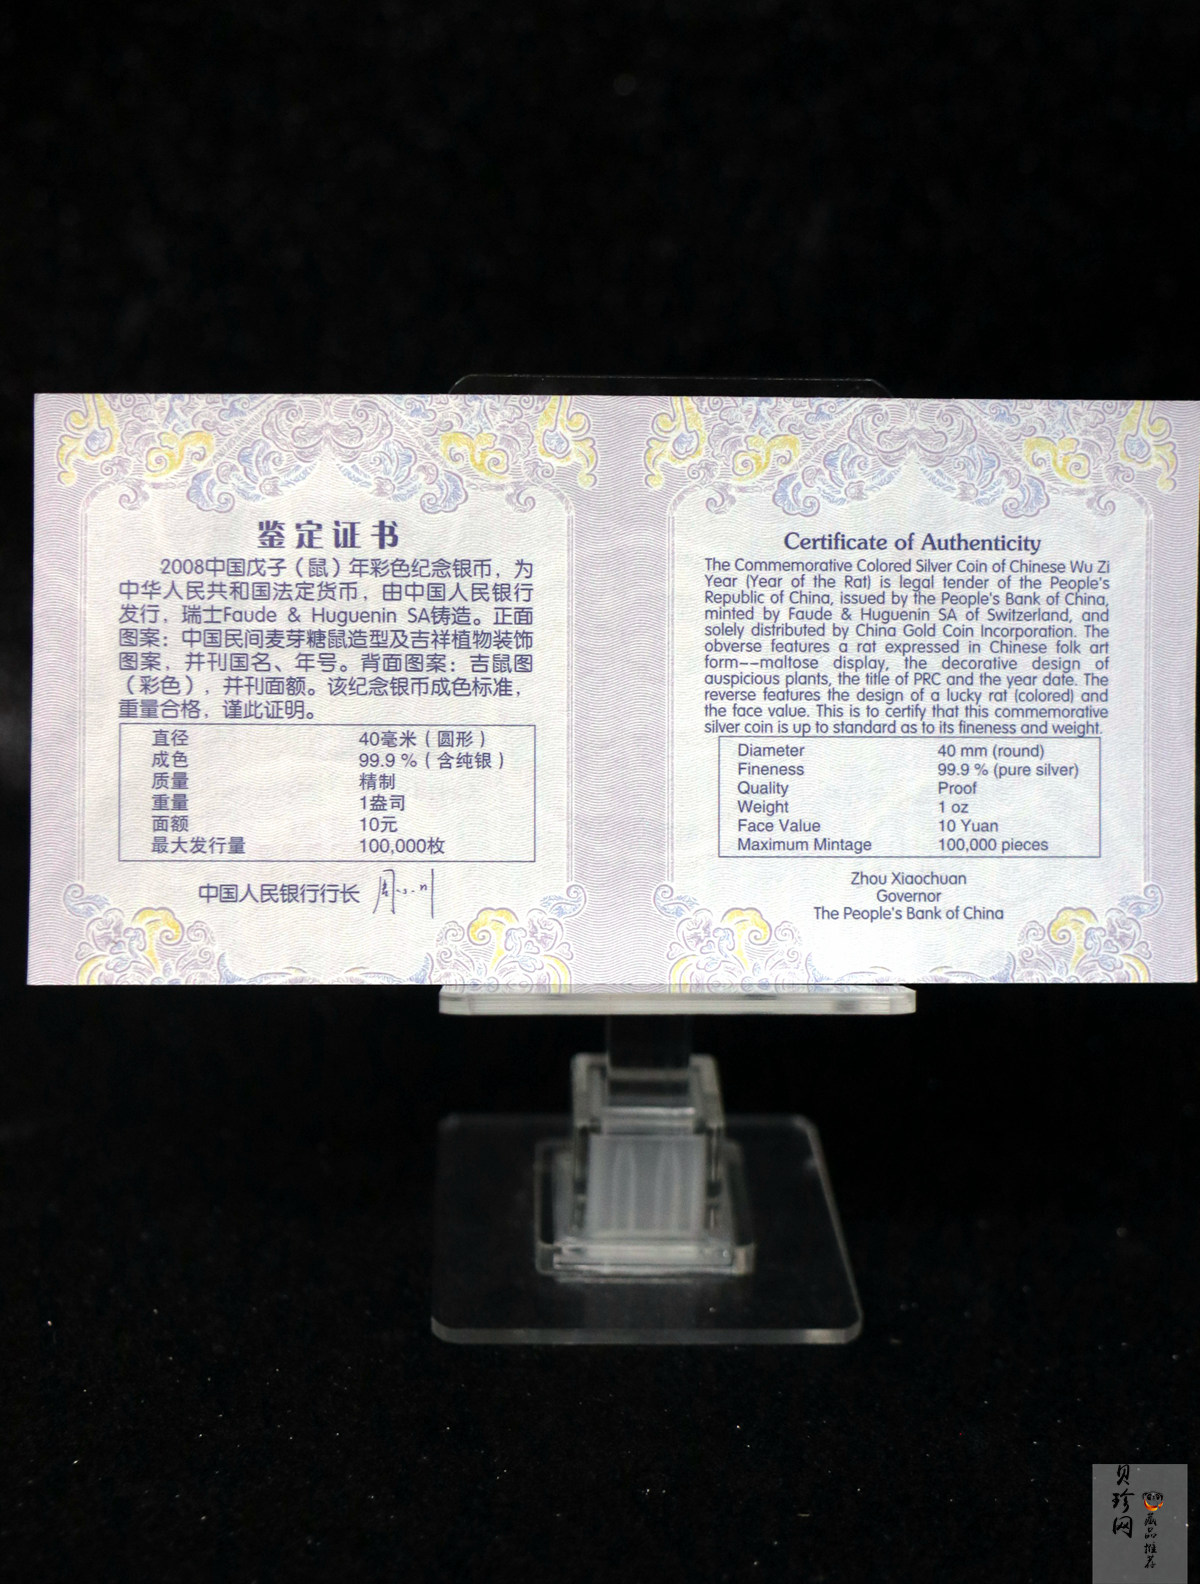 鉴定证书
2008中国戊子（鼠）年彩色纪念银币，为
中华人民共和国法定货币，由中国人民银行
发行，瑞士Faude & Huguenin SA铸造。正面
图案：中国民间麦芽糖鼠造型及吉祥植物装饰
图案，并刊国名、年号。背面图案：吉鼠图
（彩色），并刊面额。该纪念银币成色标准，
重量合格，谨此证明。
直径 40毫米（圆形）
成色 99.9 %（含纯银）
质量 精制
重量 1盎司
面额 10元
最大发行量 100,000枚
中国人民银行行长
Certificate of Authenticity
The Commemorative Colored Silver Coin of Chinese Wu Zi
Year (Year of the Rat) is legal tender of the People's
Republic of China, issued by the People's Bank of China,
minted by Faude & Huguenin SA of Switzerland, and
solely distributed by China Gold Coin Incorporation. The
obverse features a rat expressed in Chinese folk art
form--maltose display, the decorative design of
auspicious plants, the title of PRC and the year date. The
reverse features the design of a lucky rat (colored) and
the face value. This is to certify that this commemorative
silver coin is up to standard as to its fineness and weight.
Diameter 40 mm (round)
Fineness 99.9 % (pure silver)
Quality Proof
Weight 1 oz
Face Value 10 Yuan
Maximum Mintage 100,000 pieces
Zhou Xiaochuan
Governor
The People's Bank of China
贝珍网
藏品推荐